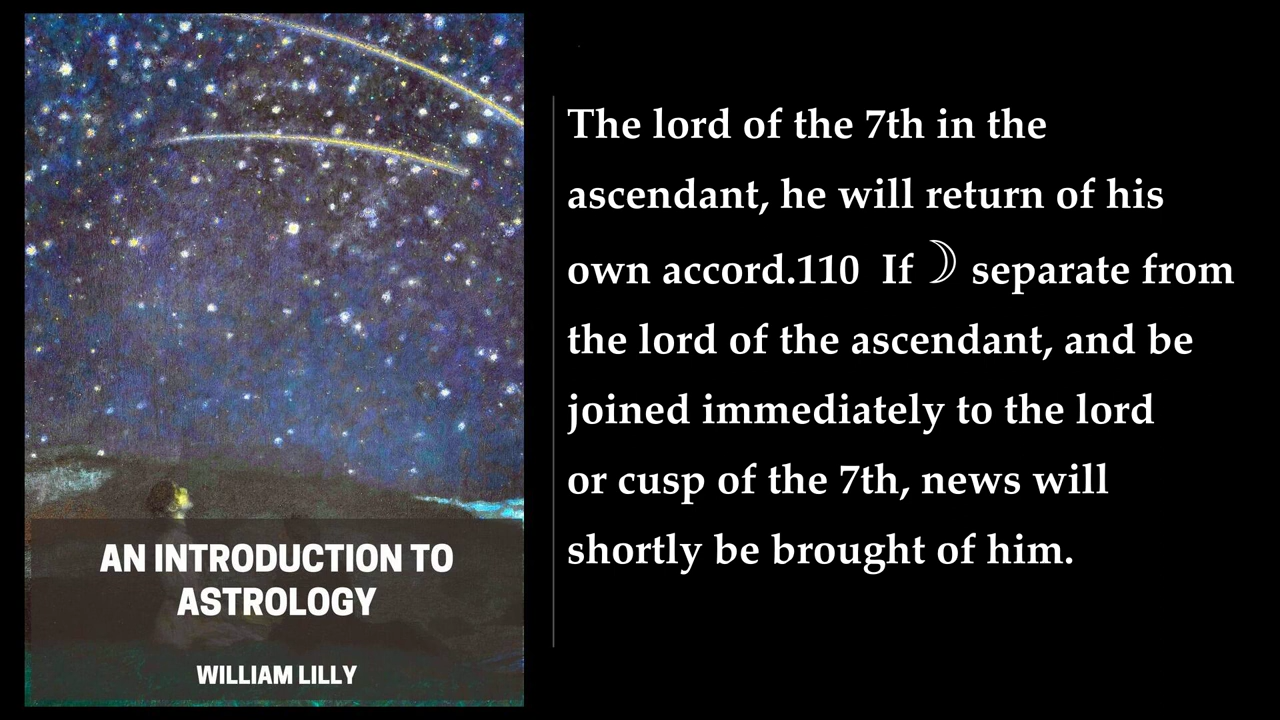 AN INTRODUCTION TO
ASTROLOGY
WILLIAM LILLY
The lord of the 7th in the
ascendant, he will return of his
own accord.110 If ☽ separate from
the lord of the ascendant, and be
joined immediately to the lord
or cusp of the 7th, news will
shortly be brought of him.